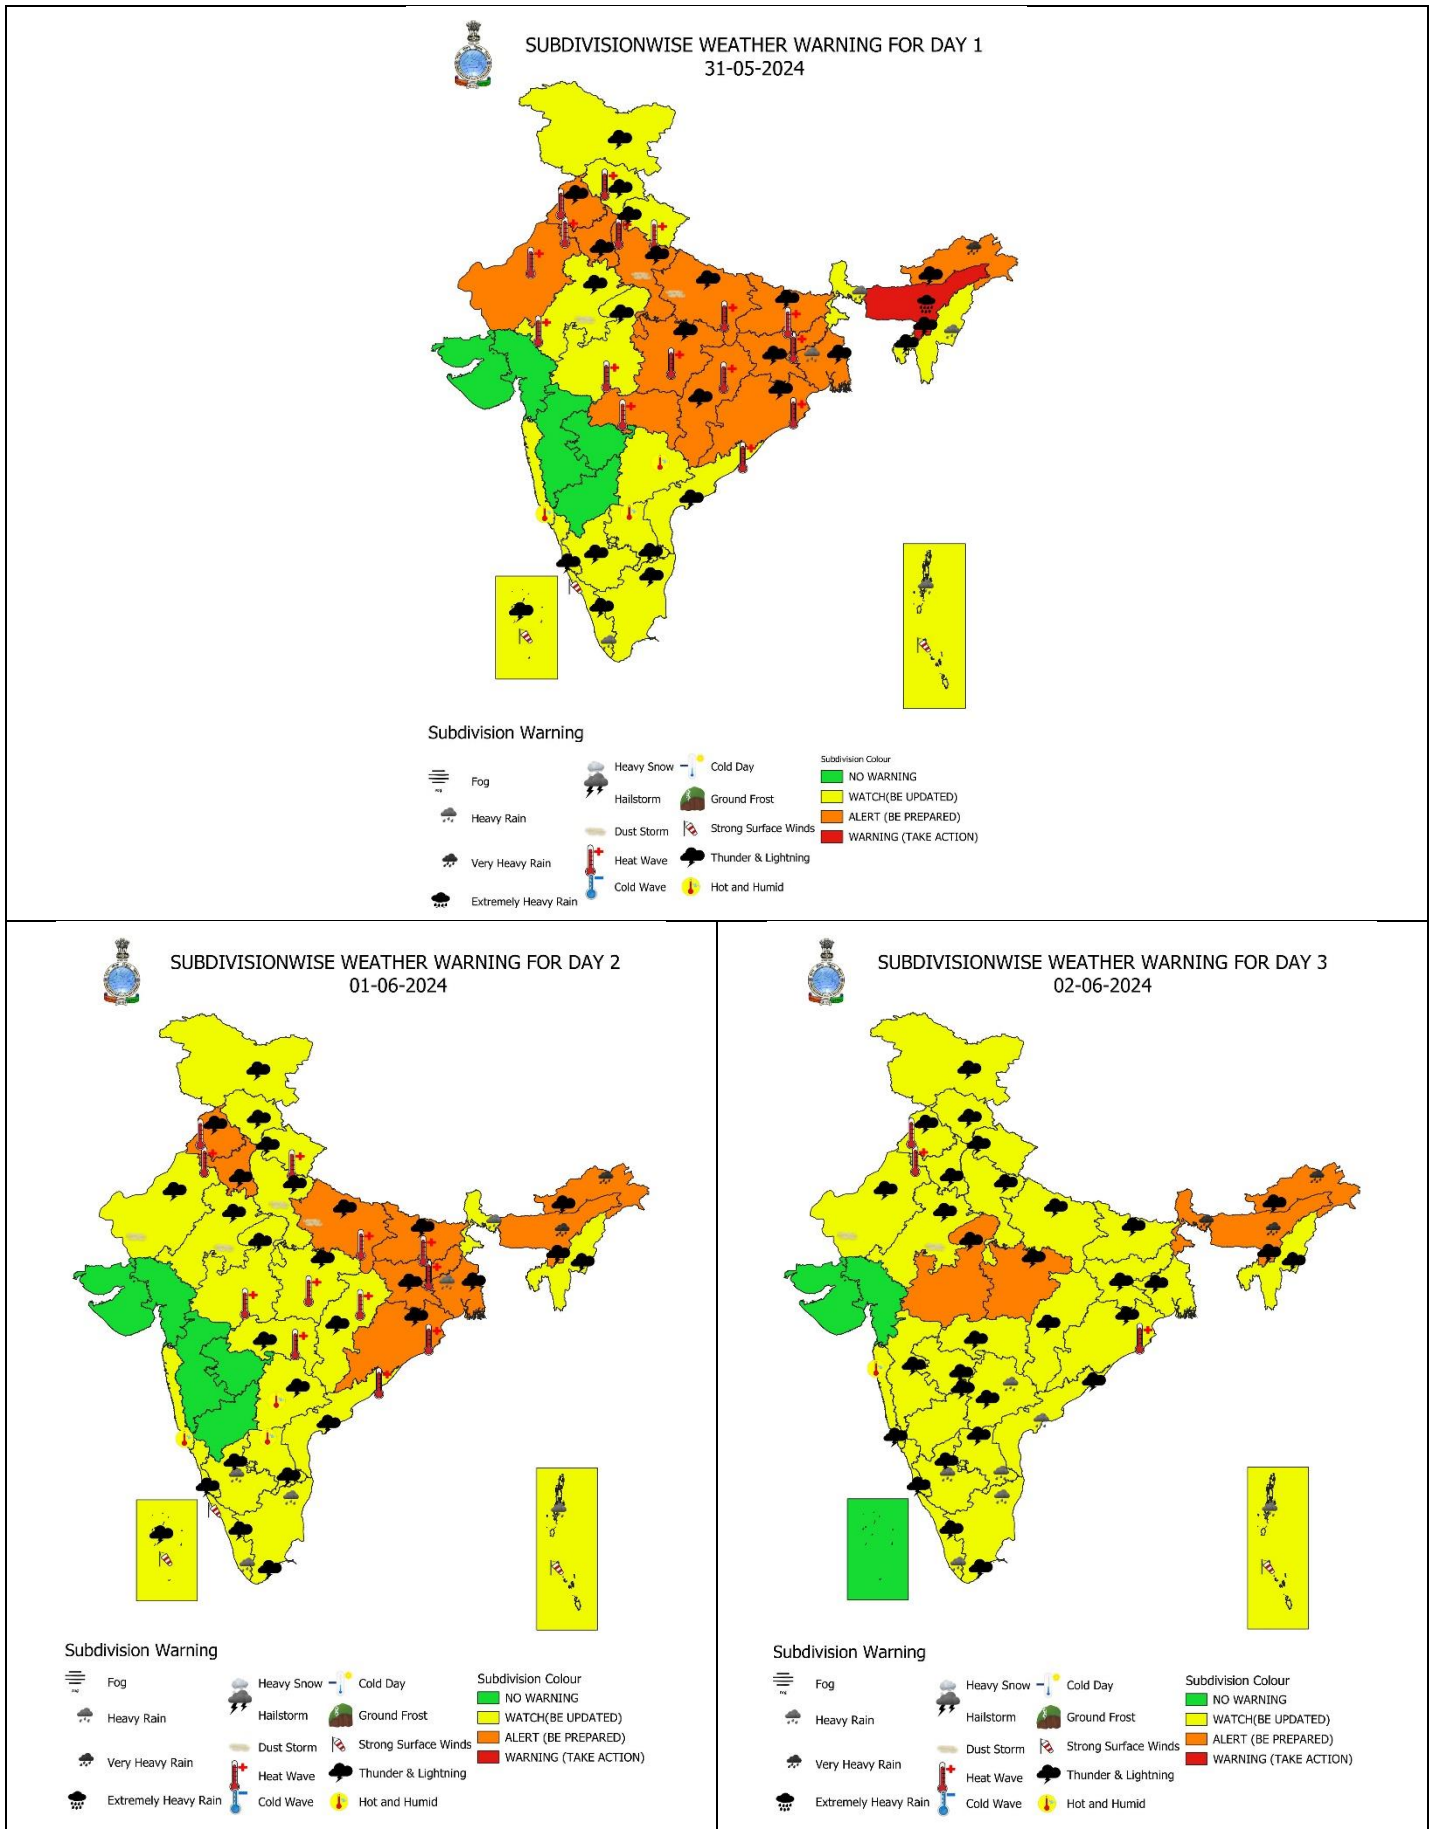 SUBDIVISIONWISE WEATHER WARNING FOR DAY 1
31-05-2024
Subdivision Warning
Fog
Heavy Rain
Very Heavy Rain
Extremely Heavy Rain
Heavy Snow
Hailstorm
Dust Storm
Heat Wave
Cold Wave
Cold Day
Ground Frost
Strong Surface Winds
Thunder & Lightning
Hot and Humid
Subdivision Colour
NO WARNING
WATCH(BE UPDATED)
ALERT (BE PREPARED)
WARNING (TAKE ACTION)
SUBDIVISIONWISE WEATHER WARNING FOR DAY 2
01-06-2024
Subdivision Warning
Fog
Heavy Rain
Very Heavy Rain
Extremely Heavy Rain
Heavy Snow
Hailstorm
Dust Storm
Heat Wave
Cold Wave
Cold Day
Ground Frost
Strong Surface Winds
Thunder & Lightning
Hot and Humid
Subdivision Colour
NO WARNING
WATCH(BE UPDATED)
ALERT (BE PREPARED)
WARNING (TAKE ACTION)
SUBDIVISIONWISE WEATHER WARNING FOR DAY 3
02-06-2024
Subdivision Warning
Fog
Heavy Rain
Very Heavy Rain
Extremely Heavy Rain
Heavy Snow
Hailstorm
Dust Storm
Heat Wave
Cold Wave
Cold Day
Ground Frost
Strong Surface Winds
Thunder & Lightning
Hot and Humid
Subdivision Colour
NO WARNING
WATCH(BE UPDATED)
ALERT (BE PREPARED)
WARNING (TAKE ACTION)